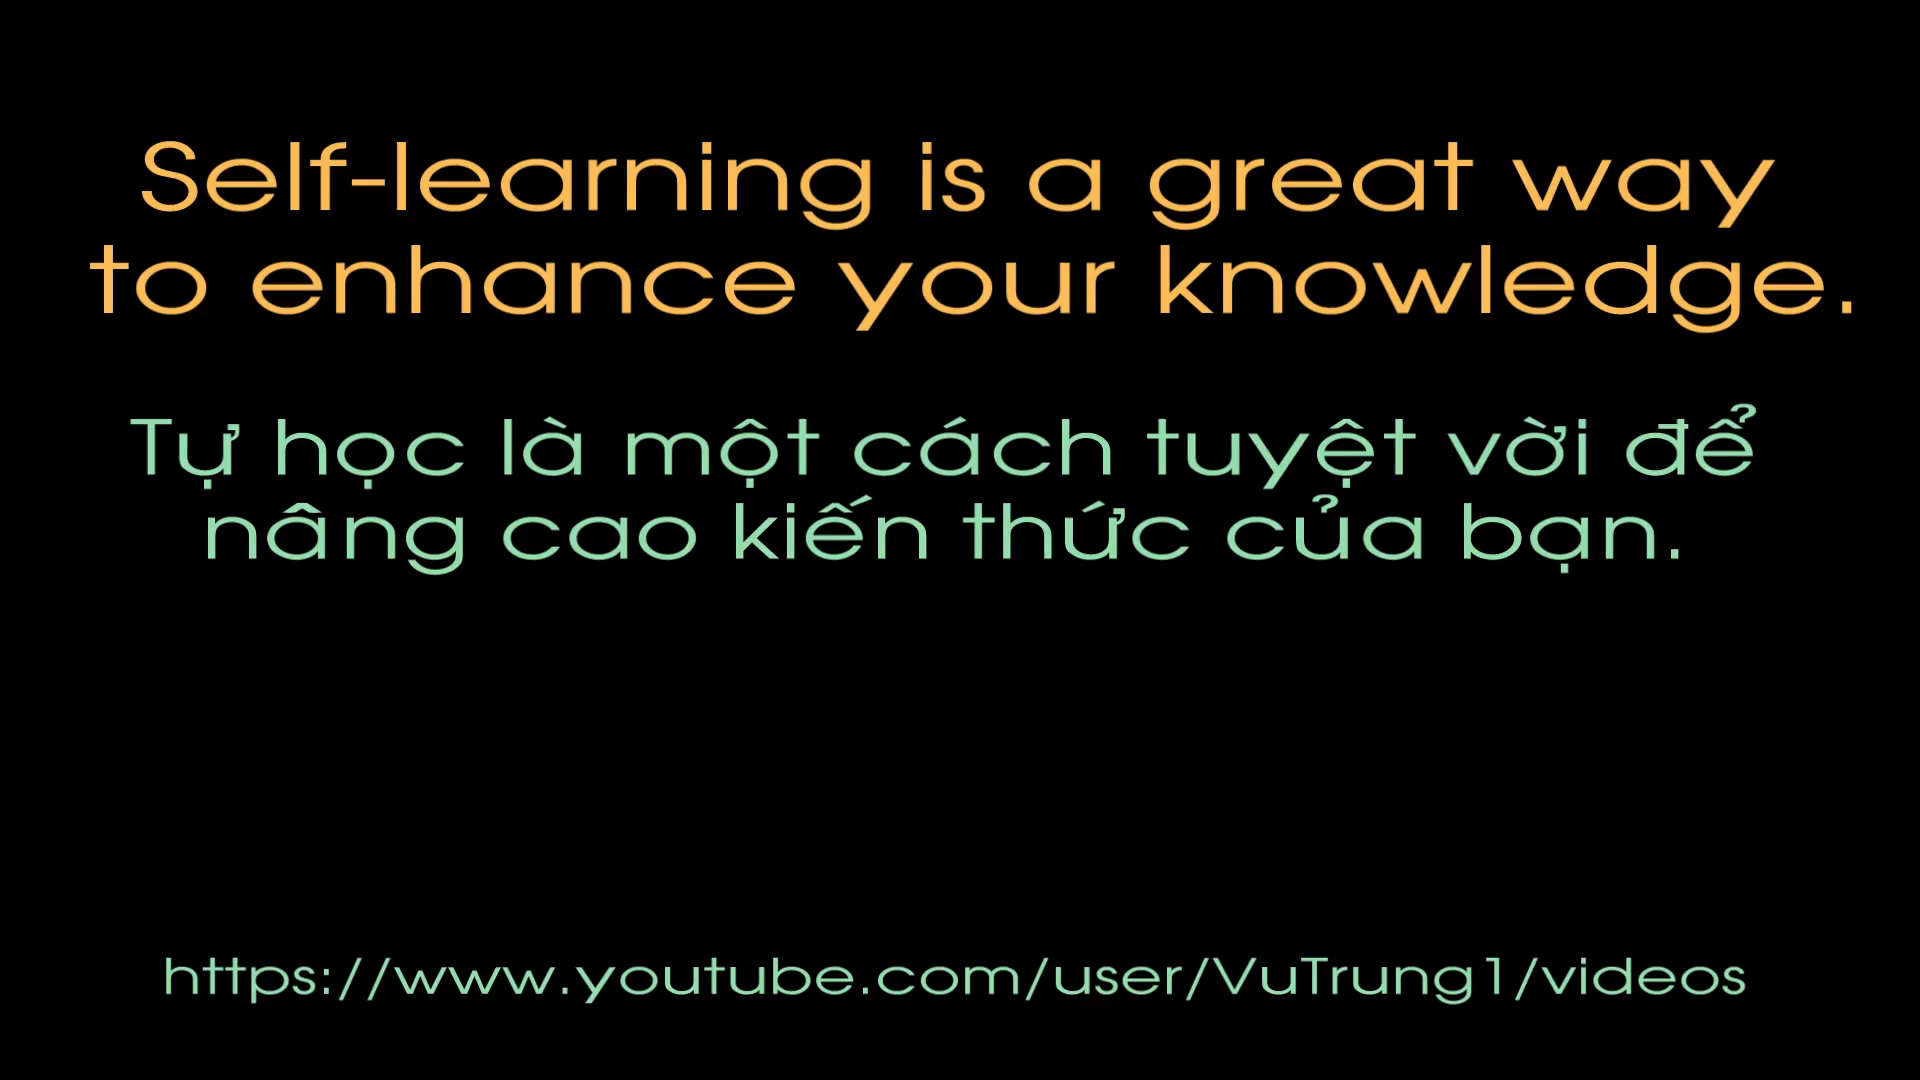 Self-learning is a great way
to enhance your knowledge.
Tự học là một cách tuyệt vời để
nâng cao kiến thức của bạn.
https://www.youtube.com/user/VuTrung1/videos